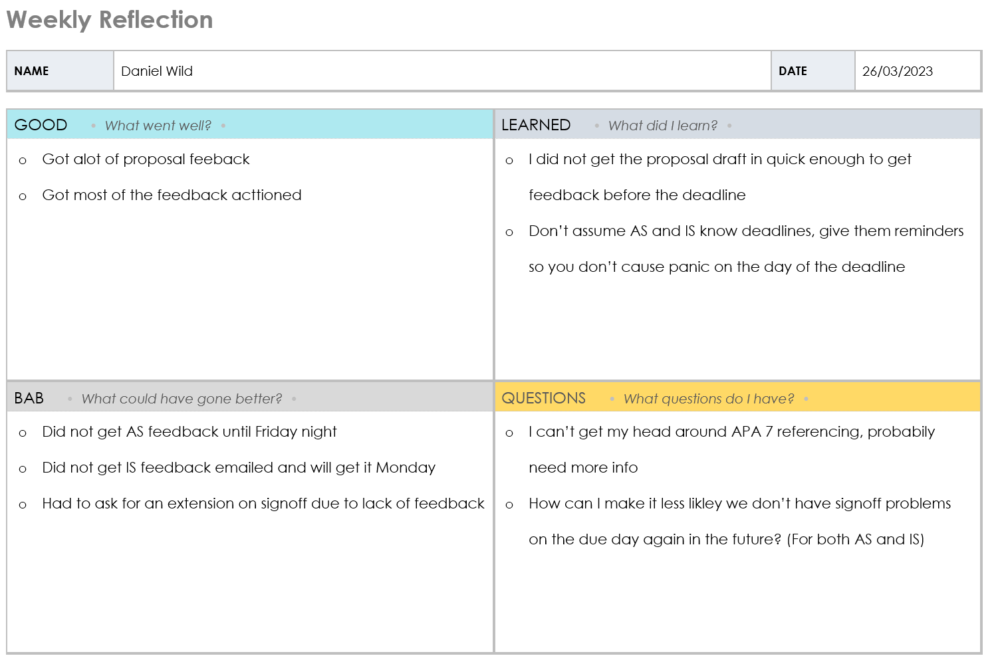 Weekly Reflection
NAME Daniel Wild DATE 26/03/2023
GOOD • What went well? •
o Got alot of proposal feeback
o Got most of the feedback acttioned
LEARNED • What did I learn? •
o I did not get the proposal draft in quick enough to get
feedback before the deadline
o Don’t assume AS and IS know deadlines, give them reminders
so you don’t cause panic on the day of the deadline
BAB • What could have gone better? •
o Did not get AS feedback until Friday night
o Did not get IS feedback emailed and will get it Monday
o Had to ask for an extension on signoff due to lack of feedback
QUESTIONS • What questions do I have? •
o I can’t get my head around APA 7 referencing, probabily
need more info
o How can I make it less likley we don’t have signoff problems
on the due day again in the future? (For both AS and IS)